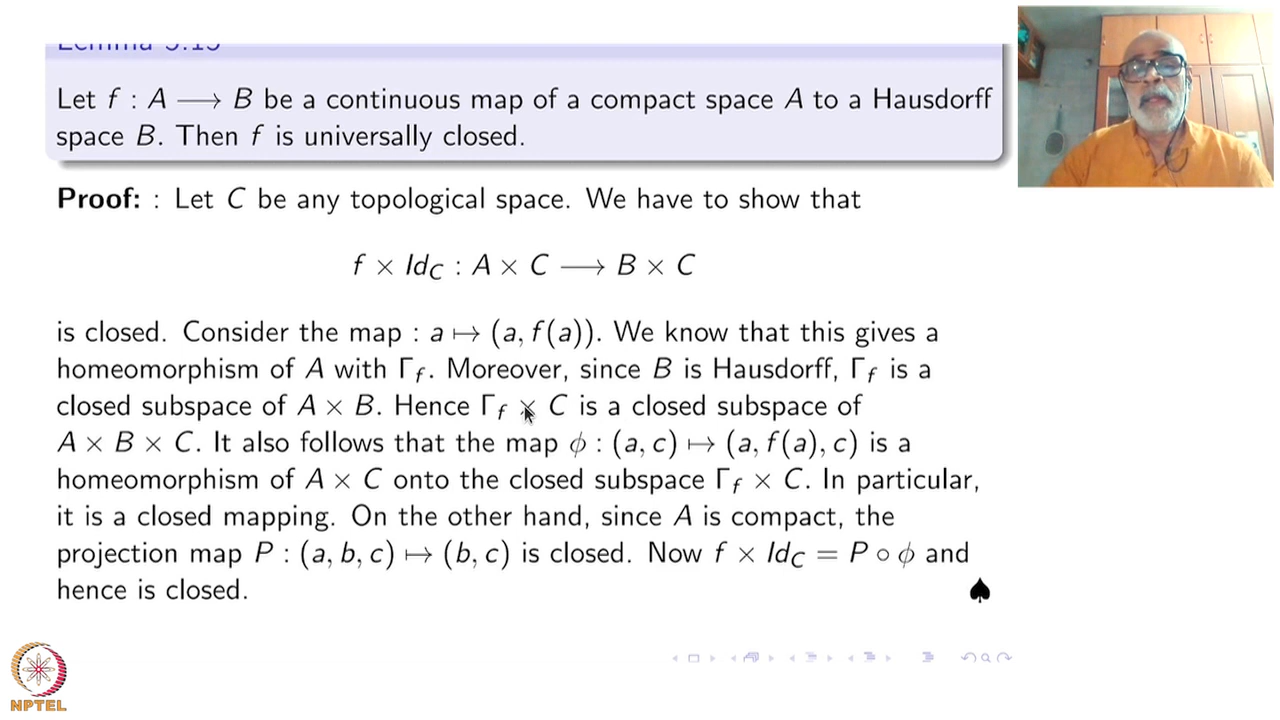 Lemma 5.15
Let f : A ⟶ B be a continuous map of a compact space A to a Hausdorff
space B. Then f is universally closed.
Proof: : Let C be any topological space. We have to show that
f × Id_C : A × C ⟶ B × C
is closed. Consider the map : a ↦ (a, f(a)). We know that this gives a
homeomorphism of A with Γ_f. Moreover, since B is Hausdorff, Γ_f is a
closed subspace of A × B. Hence Γ_f × C is a closed subspace of
A × B × C. It also follows that the map ϕ : (a, c) ↦ (a, f(a), c) is a
homeomorphism of A × C onto the closed subspace Γ_f × C. In particular,
it is a closed mapping. On the other hand, since A is compact, the
projection map P : (a, b, c) ↦ (b, c) is closed. Now f × Id_C = P ∘ ϕ and
hence is closed. ♠
NPTEL